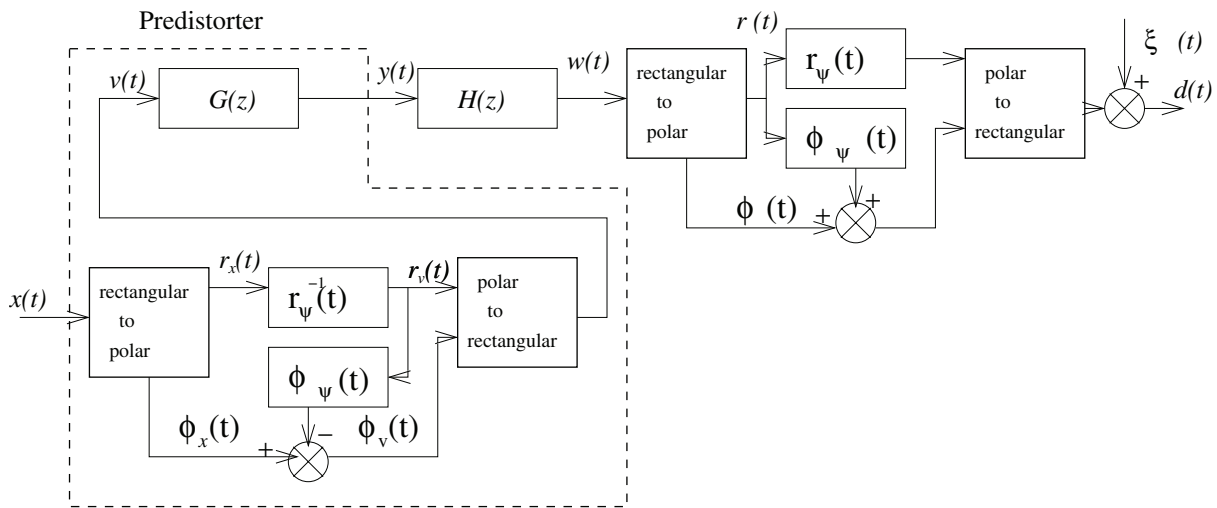 Predistorter
v(t)
G(z)
y(t)
H(z)
w(t)
rectangular
to
polar
r(t)
r_ψ(t)
ϕ_ψ(t)
ϕ(t)
+
+
polar
to
rectangular
ξ(t)
+
d(t)
x(t)
rectangular
to
polar
r_x(t)
r_ψ^{-1}(t)
r_v(t)
ϕ_ψ(t)
polar
to
rectangular
ϕ_x(t)
+
−
ϕ_v(t)